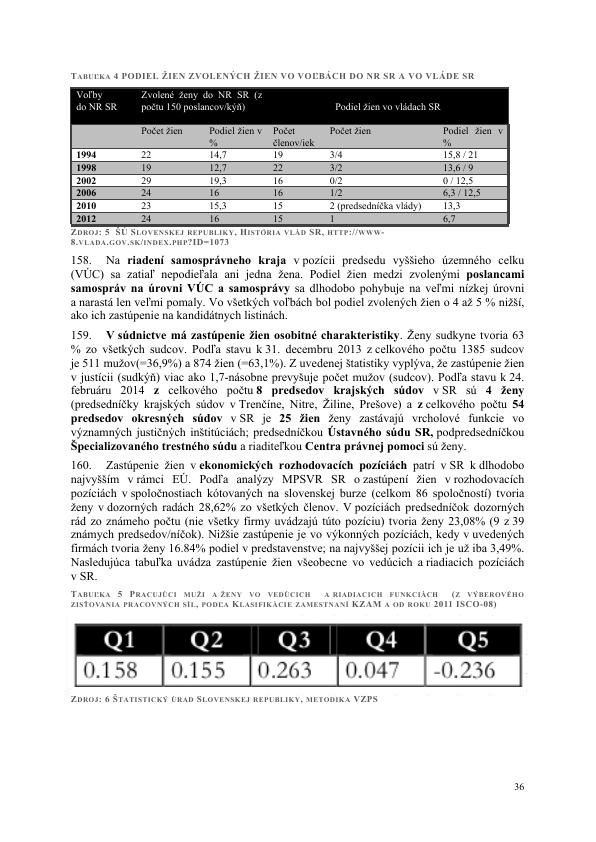 TABUĽKA 4 PODIEL ŽIEN ZVOLENÝCH ŽIEN VO VOĽBÁCH DO NR SR A VO VLÁDE SR
Voľby do NR SR Zvolené ženy do NR SR (z počtu 150 poslancov/kýň) Podiel žien vo vládach SR
Počet žien Podiel žien v % Počet členov/iek Počet žien Podiel žien v %
1994 22 14,7 19 3/4 15,8 / 21
1998 19 12,7 22 3/2 13,6 / 9
2002 29 19,3 16 0/2 0 / 12,5
2006 24 16 16 1/2 6,3 / 12,5
2010 23 15,3 15 2 (predsedníčka vlády) 13,3
2012 24 16 15 1 6,7
ZDROJ: 5 ŠÚ SLOVENSKEJ REPUBLIKY, HISTÓRIA VLÁD SR, HTTP://WWW-
8.VLADA.GOV.SK/INDEX.PHP?ID=1073
158. Na riadení samosprávneho kraja v pozícii predsedu vyššieho územného celku
(VÚC) sa zatiaľ nepodieľala ani jedna žena. Podiel žien medzi zvolenými poslancami
samospráv na úrovni VÚC a samosprávy sa dlhodobo pohybuje na veľmi nízkej úrovni
a narastá len veľmi pomaly. Vo všetkých voľbách bol podiel zvolených žien o 4 až 5 % nižší,
ako ich zastúpenie na kandidátnych listinách.
159. V súdnictve má zastúpenie žien osobitné charakteristiky. Ženy sudkyne tvoria 63
% zo všetkých sudcov. Podľa stavu k 31. decembru 2013 z celkového počtu 1385 sudcov
je 511 mužov(=36,9%) a 874 žien (=63,1%). Z uvedenej štatistiky vyplýva, že zastúpenie žien
v justícii (sudkýň) viac ako 1,7-násobne prevyšuje počet mužov (sudcov). Podľa stavu k 24.
februáru 2014 z celkového počtu 8 predsedov krajských súdov v SR sú 4 ženy
(predsedníčky krajských súdov v Trenčíne, Nitre, Žiline, Prešove) a z celkového počtu 54
predsedov okresných súdov v SR je 25 žien ženy zastávajú vrcholové funkcie vo
významných justičných inštitúciách; predsedníčkou Ústavného súdu SR, podpredsedníčkou
Špecializovaného trestného súdu a riaditeľkou Centra právnej pomoci sú ženy.
160. Zastúpenie žien v ekonomických rozhodovacích pozíciách patrí v SR k dlhodobo
najvyšším v rámci EÚ. Podľa analýzy MPSVR SR o zastúpení žien v rozhodovacích
pozíciách v spoločnostiach kótovaných na slovenskej burze (celkom 86 spoločností) tvoria
ženy v dozorných radách 28,62% zo všetkých členov. V pozíciách predsedníčok dozorných
rád zo známeho počtu (nie všetky firmy uvádzajú túto pozíciu) tvoria ženy 23,08% (9 z 39
známych predsedov/níčok). Nižšie zastúpenie je vo výkonných pozíciách, kedy v uvedených
firmách tvoria ženy 16.84% podiel v predstavenstve; na najvyššej pozícii ich je už iba 3,49%.
Nasledujúca tabuľka uvádza zastúpenie žien všeobecne vo vedúcich a riadiacich pozíciách
v SR.
TABUĽKA 5 PRACUJÚCI MUŽI A ŽENY VO VEDÚCICH A RIADIACICH FUNKCIÁCH (Z VÝBEROVÉHO
ZISŤOVANIA PRACOVNÝCH SÍL, PODĽA KLASIFIKÁCIE ZAMESTNANÍ KZAM A OD ROKU 2011 ISCO-08)
Q1 Q2 Q3 Q4 Q5
0.158 0.155 0.263 0.047 -0.236
ZDROJ: 6 ŠTATISTICKÝ ÚRAD SLOVENSKEJ REPUBLIKY, METODIKA VZPS
36